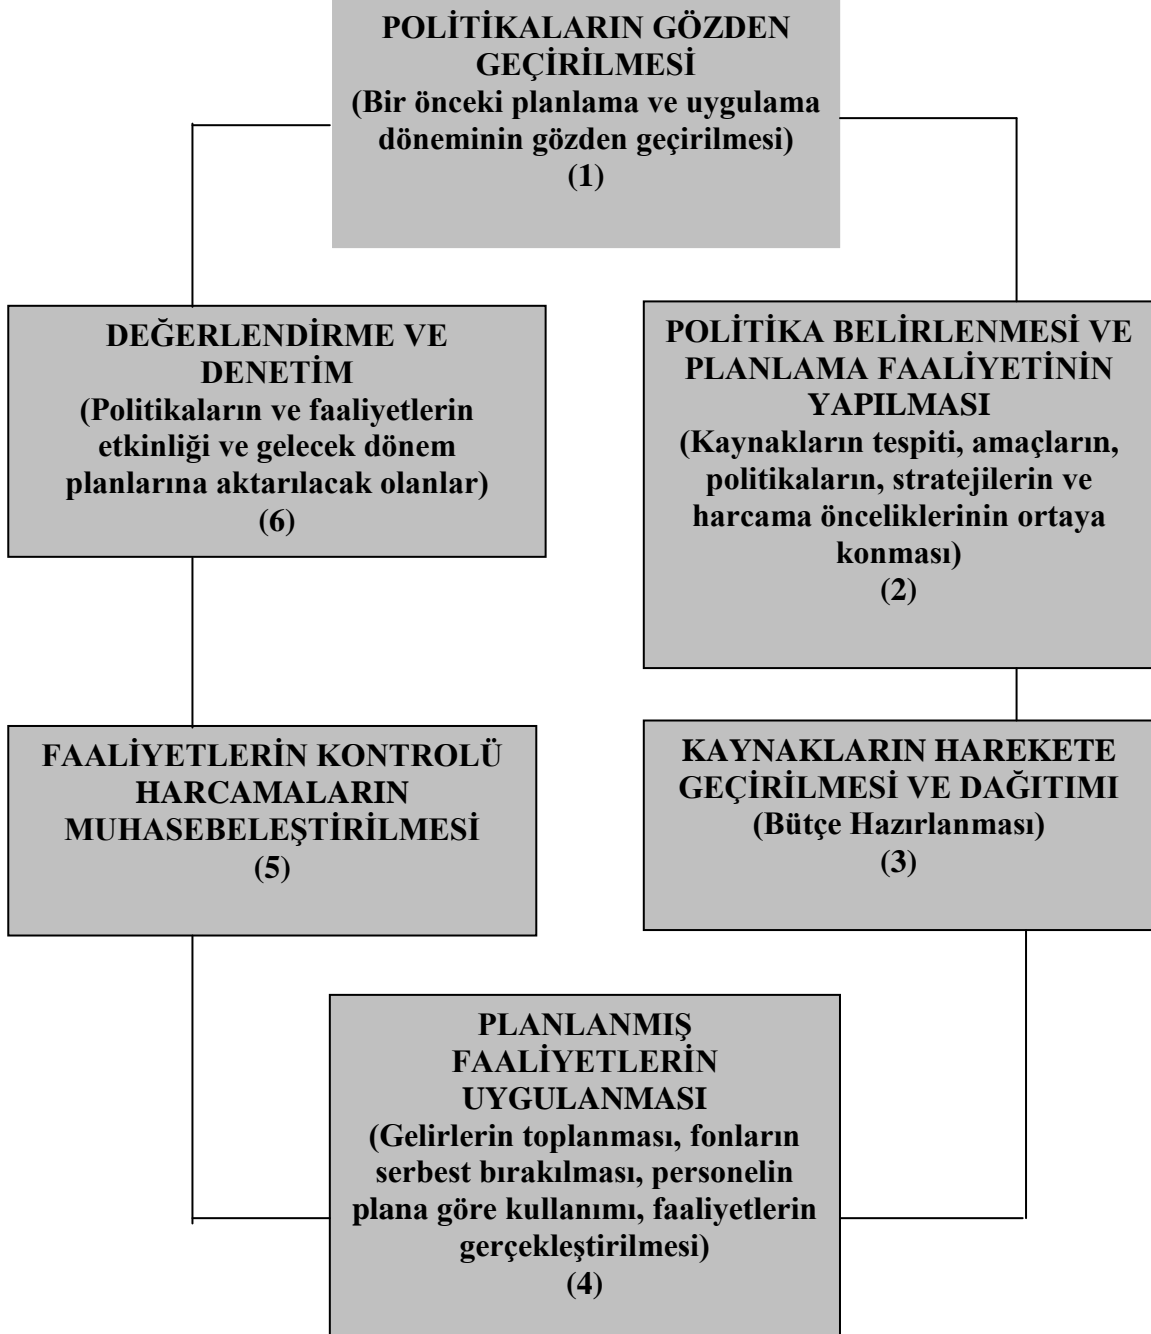 POLİTİKALARIN GÖZDEN
GEÇİRİLMESİ
(Bir önceki planlama ve uygulama
döneminin gözden geçirilmesi)
(1)
POLİTİKA BELİRLENMESİ VE
PLANLAMA FAALİYETİNİN
YAPILMASI
(Kaynakların tespiti, amaçların,
politikaların, stratejilerin ve
harcama önceliklerinin ortaya
konması)
(2)
KAYNAKLARIN HAREKETE
GEÇİRİLMESİ VE DAĞITIMI
(Bütçe Hazırlanması)
(3)
PLANLANMIŞ
FAALİYETLERİN
UYGULANMASI
(Gelirlerin toplanması, fonların
serbest bırakılması, personelin
plana göre kullanımı, faaliyetlerin
gerçekleştirilmesi)
(4)
FAALİYETLERİN KONTROLÜ
HARCAMALARIN
MUHASEBELEŞTİRİLMESİ
(5)
DEĞERLENDİRME VE
DENETİM
(Politikaların ve faaliyetlerin
etkinliği ve gelecek dönem
planlarına aktarılacak olanlar)
(6)